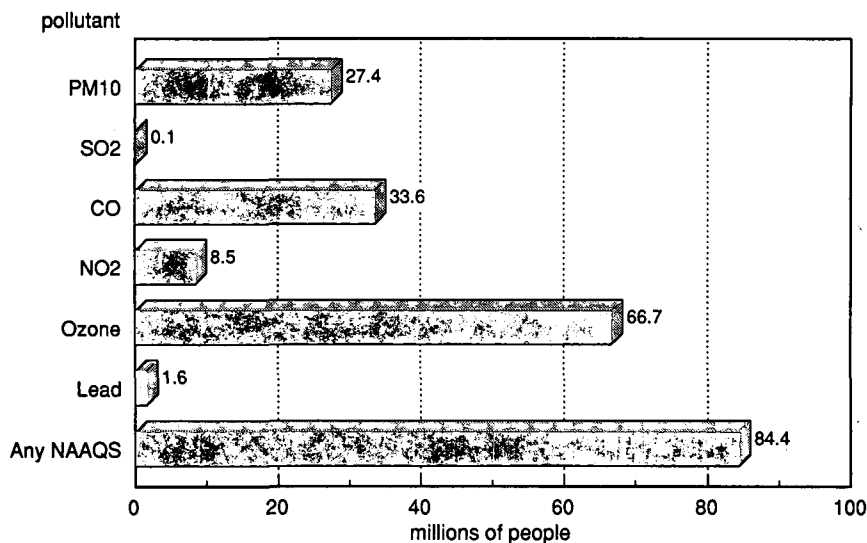 pollutant
PM10 27.4
SO2 0.1
CO 33.6
NO2 8.5
Ozone 66.7
Lead 1.6
Any NAAQS 84.4
0 20 40 60 80 100
millions of people